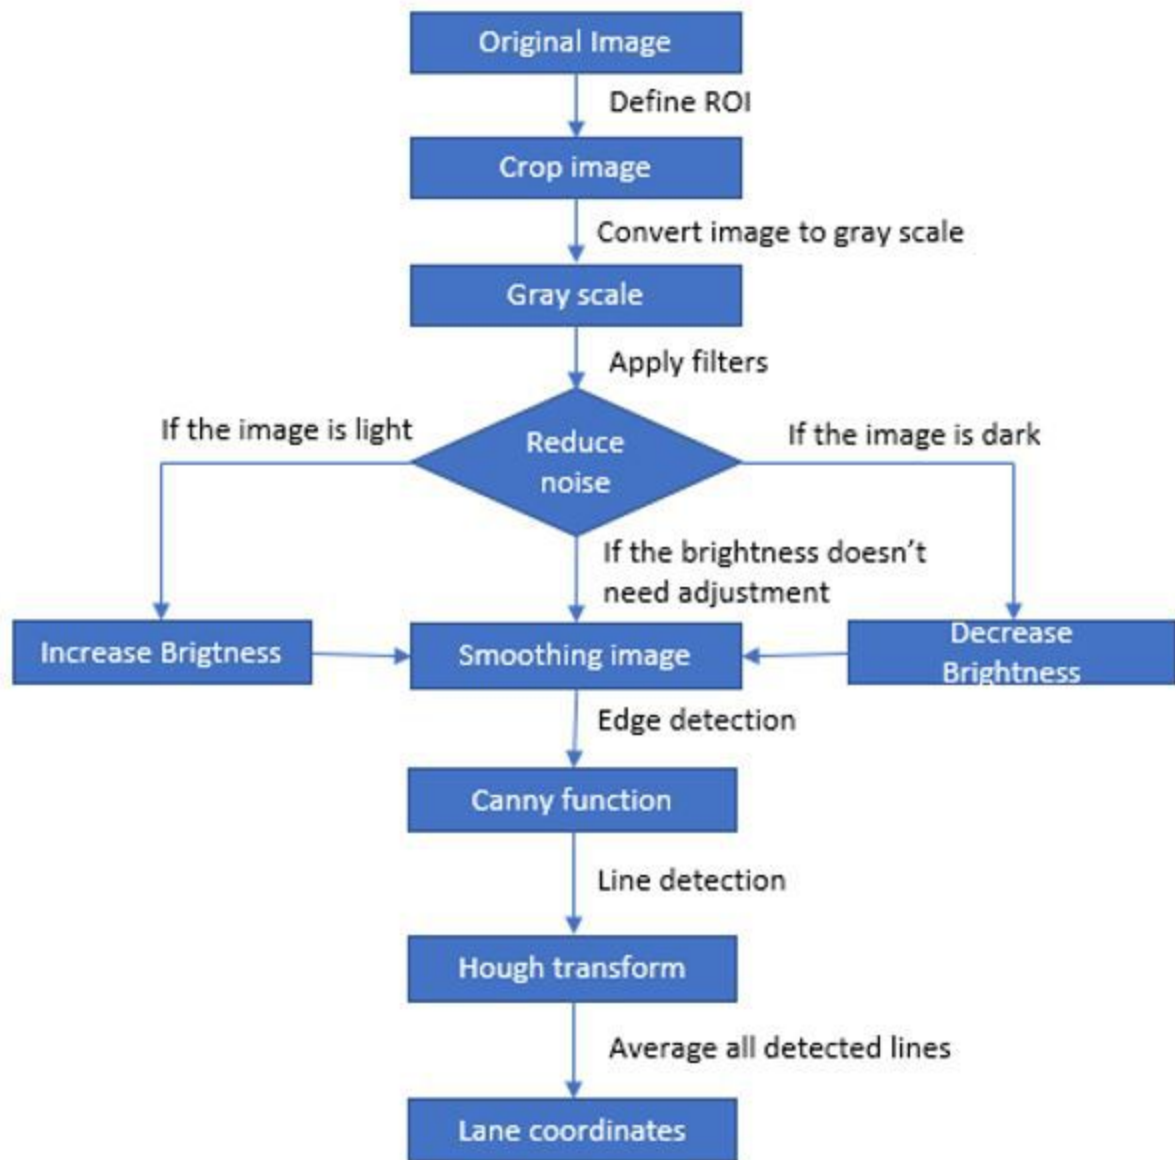 Original Image
Define ROI
Crop image
Convert image to gray scale
Gray scale
Apply filters
If the image is light
Reduce
noise
If the image is dark
If the brightness doesn’t
need adjustment
Increase Brigtness
Smoothing image
Decrease
Brightness
Edge detection
Canny function
Line detection
Hough transform
Average all detected lines
Lane coordinates